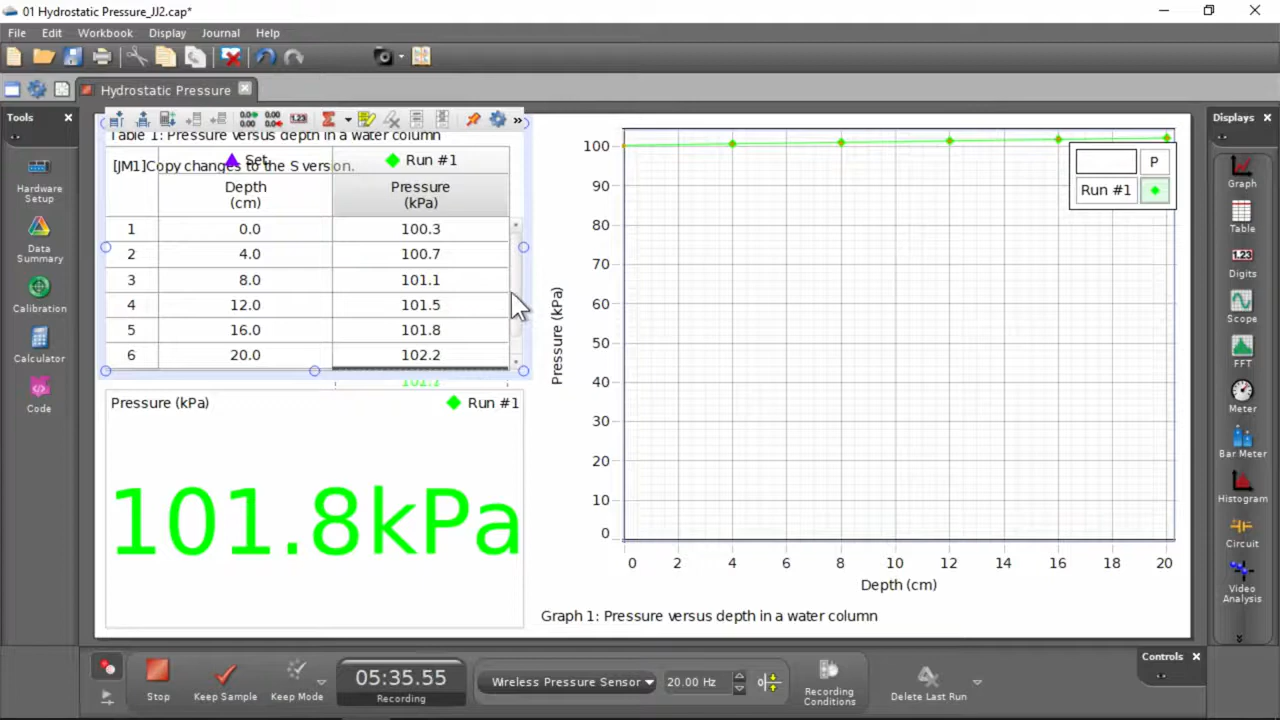 01 Hydrostatic Pressure_JJ2.cap*
File Edit Workbook Display Journal Help
Hydrostatic Pressure
Tools
Hardware
Setup
Data
Summary
Calibration
Calculator
Code
Table 1: Pressure versus depth in a water column
[JM1]Copy changes to the S version.
Set
Run #1
Depth
(cm)
Pressure
(kPa)
1 0.0 100.3
2 4.0 100.7
3 8.0 101.1
4 12.0 101.5
5 16.0 101.8
6 20.0 102.2
Pressure (kPa) Run #1
101.8kPa
Pressure (kPa)
100
90
80
70
60
50
40
30
20
10
0
0 2 4 6 8 10 12 14 16 18 20
Depth (cm)
P
Run #1
Graph 1: Pressure versus depth in a water column
Displays
Graph
Table
1.23
Digits
Scope
FFT
Meter
Bar Meter
Histogram
Circuit
Video
Analysis
Stop
Keep Sample
Keep Mode
05:35.55
Recording
Wireless Pressure Sensor
20.00 Hz
Recording
Conditions
Delete Last Run
Controls